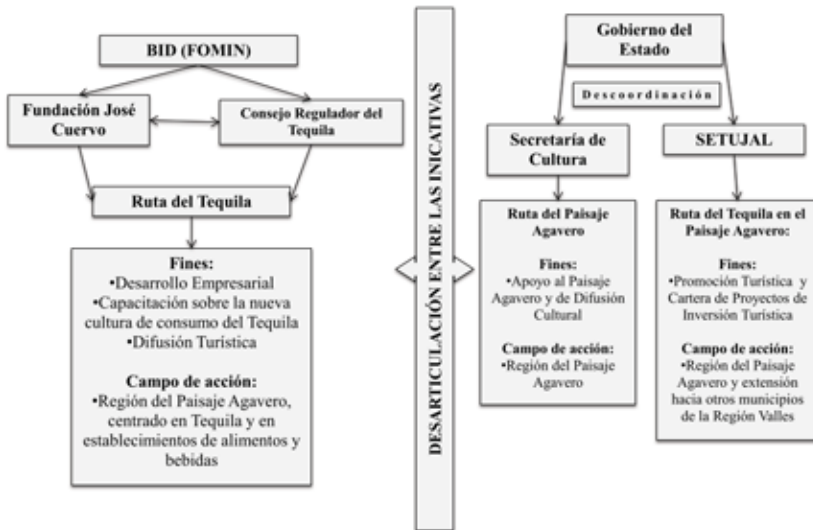 BID (FOMIN)
Fundación José
Cuervo
Consejo Regulador del
Tequila
Ruta del Tequila
Fines:
•Desarrollo Empresarial
•Capacitación sobre la nueva
cultura de consumo del Tequila
•Difusión Turística
Campo de acción:
•Región del Paisaje Agavero,
centrado en Tequila y en
establecimientos de alimentos y
bebidas
DESARTICULACIÓN ENTRE LAS INICATIVAS
Gobierno del
Estado
Descoordinación
Secretaría de
Cultura
SETUJAL
Ruta del Paisaje
Agavero
Fines:
•Apoyo al Paisaje
Agavero y de Difusión
Cultural
Campo de acción:
•Región del Paisaje
Agavero
Ruta del Tequila en el
Paisaje Agavero:
Fines:
•Promoción Turística y
Cartera de Proyectos de
Inversión Turística
Campo de acción:
•Región del Paisaje
Agavero y extensión
hacia otros municipios
de la Región Valles